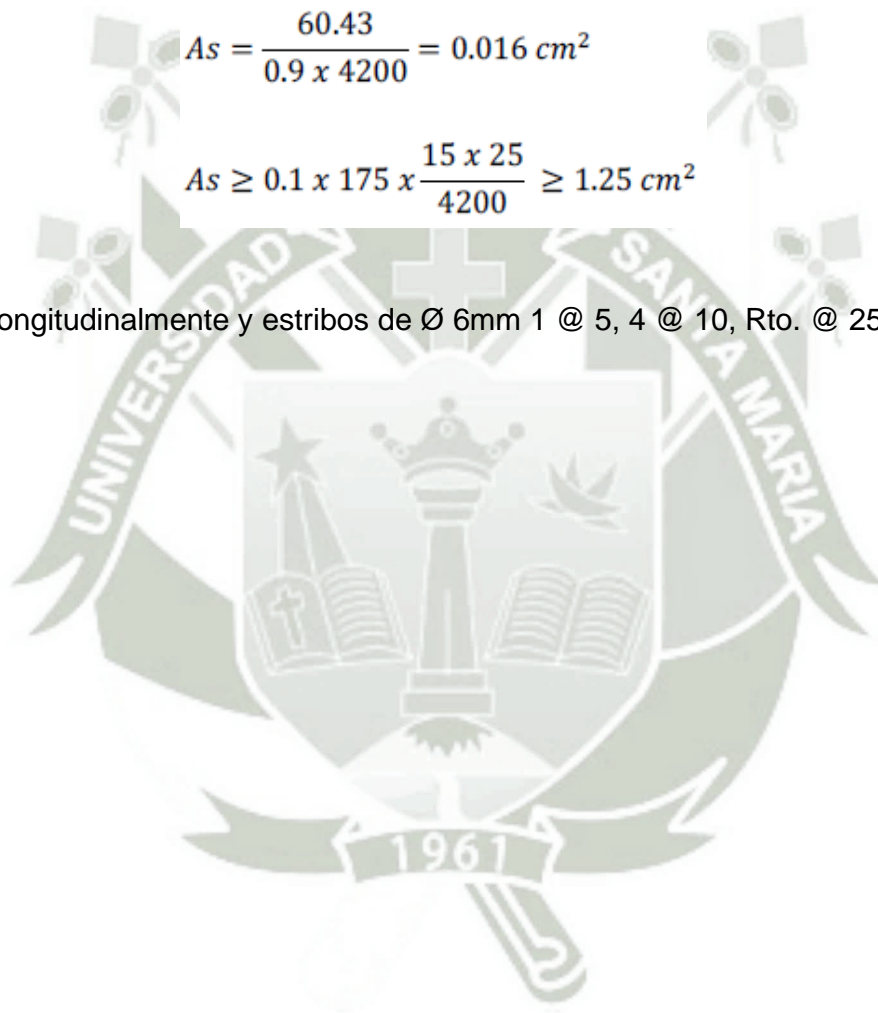 As = 60.43 / 0.9 x 4200 = 0.016 cm²
As ≥ 0.1 x 175 x 15 x 25 / 4200 ≥ 1.25 cm²
ongitudinalmente y estribos de Ø 6mm 1 @ 5, 4 @ 10, Rto. @ 25
UNIVERSIDAD SANTA MARIA
1961